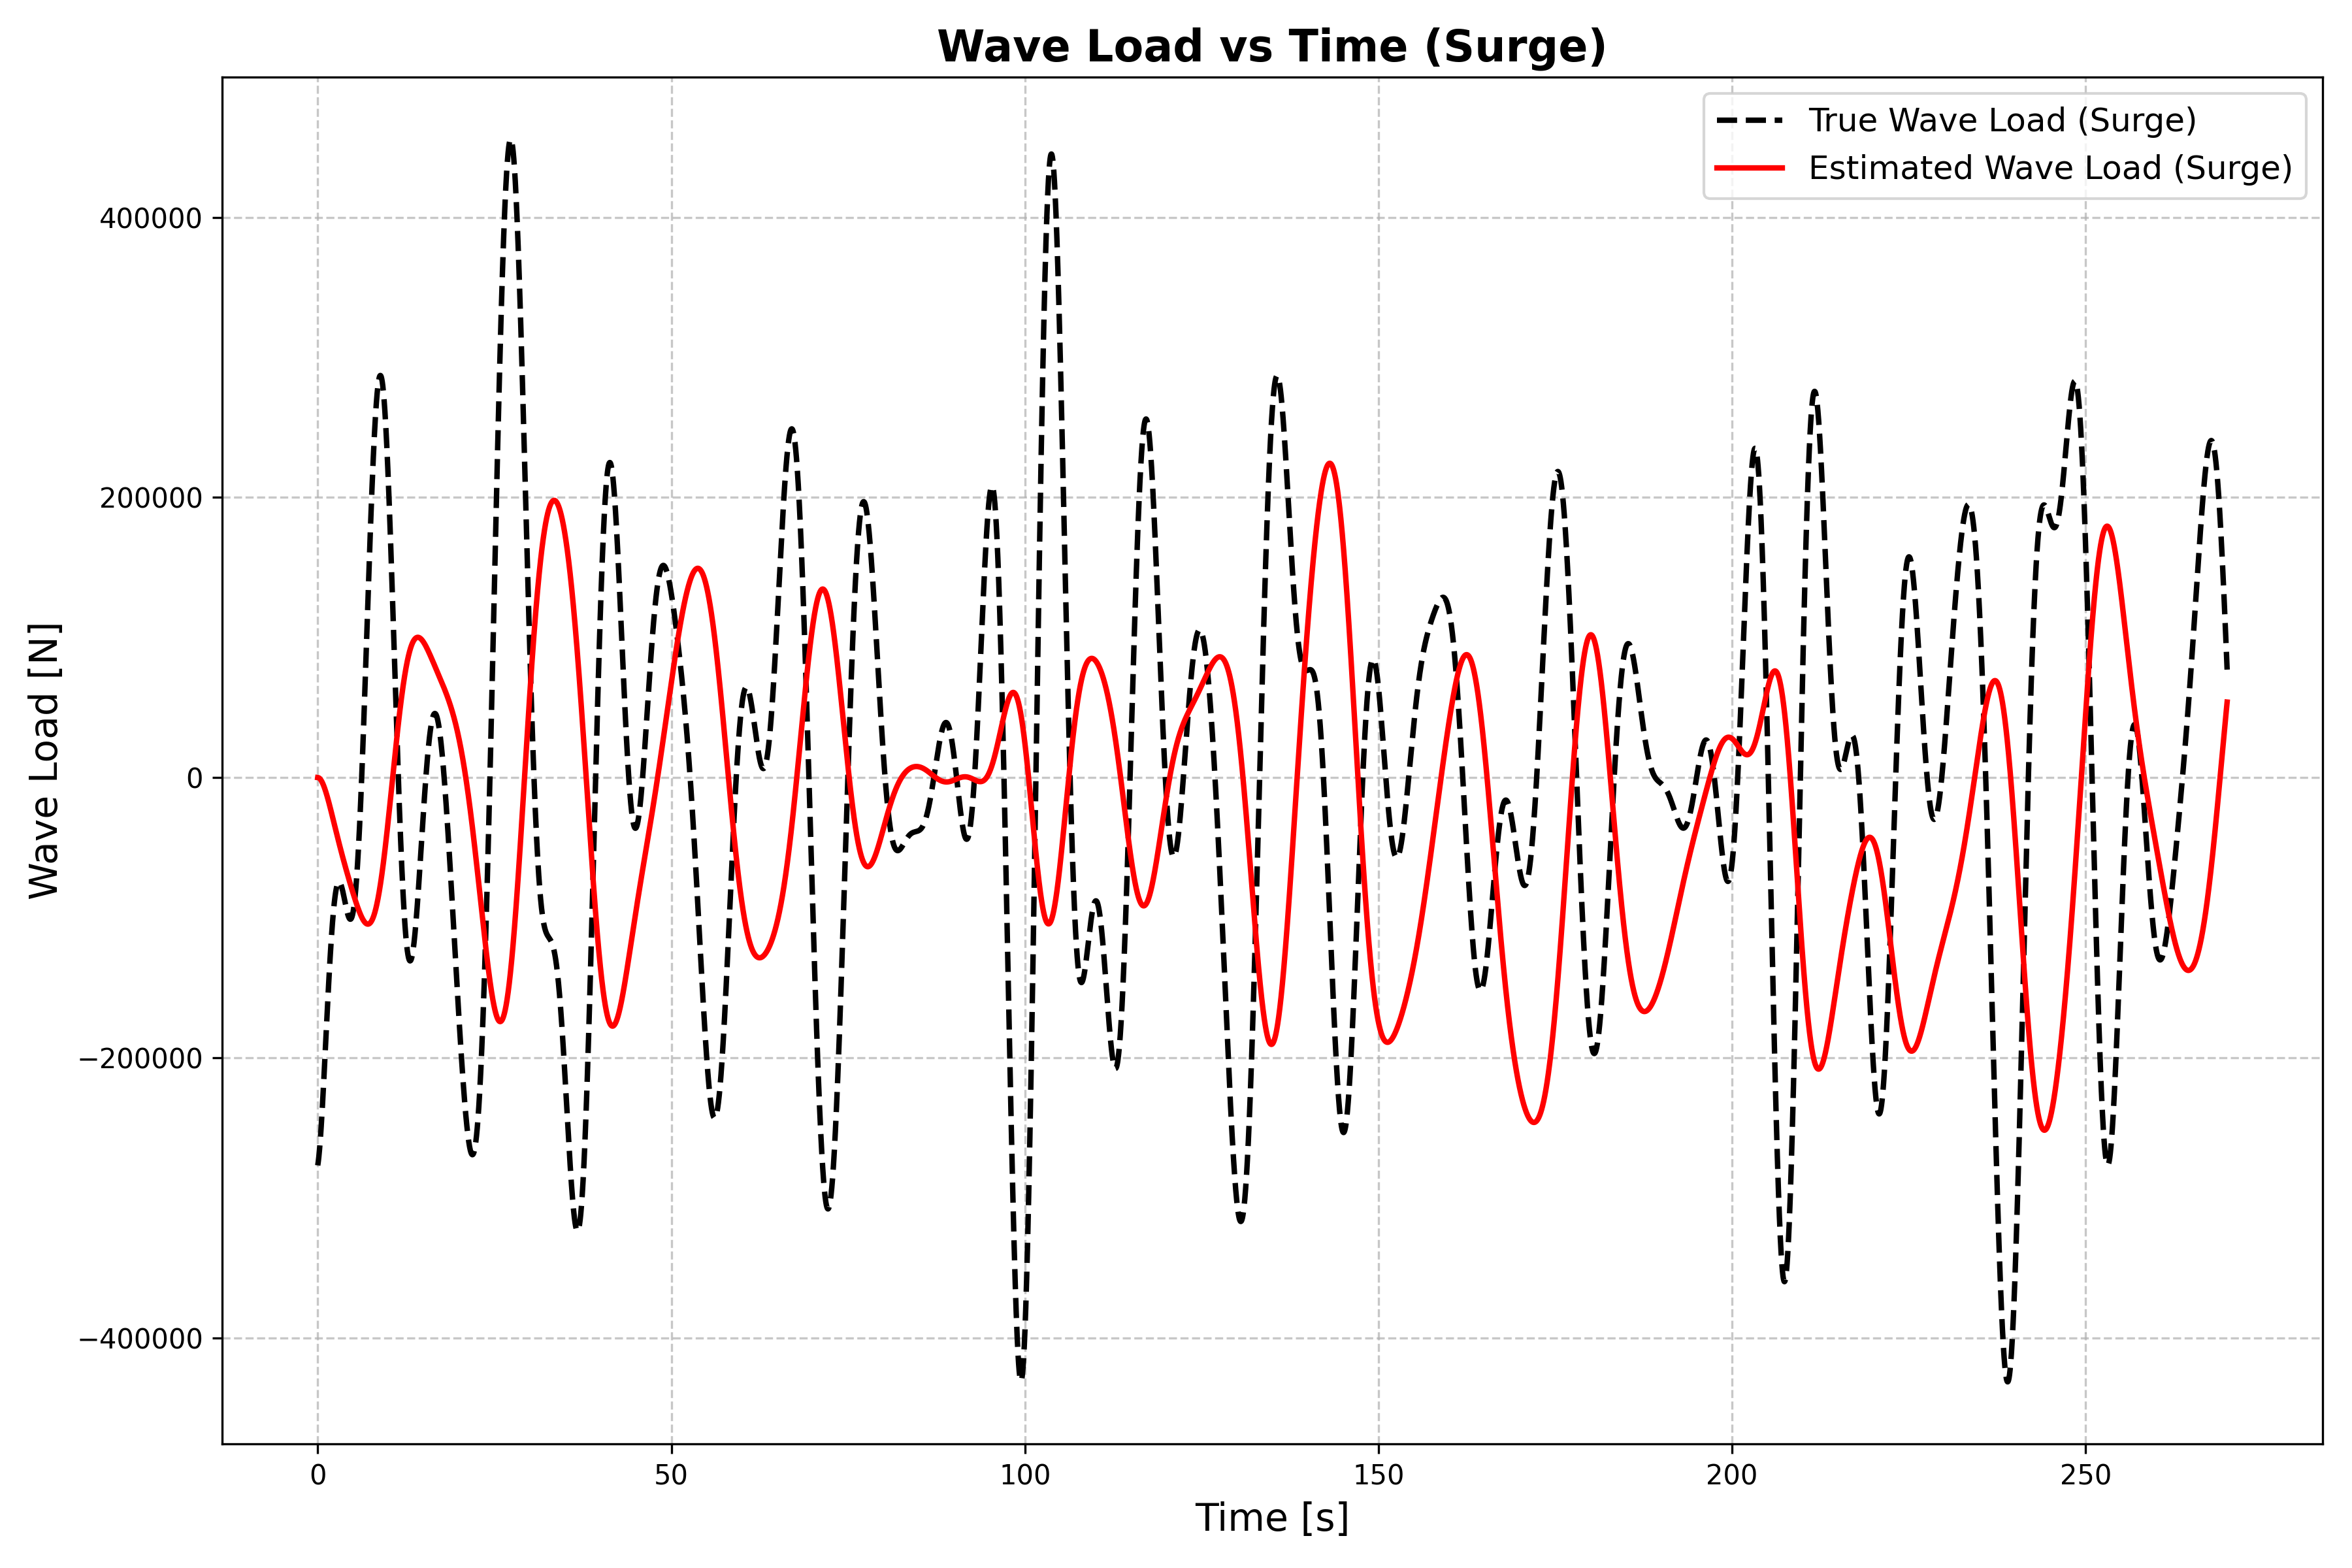 Wave Load vs Time (Surge)
True Wave Load (Surge)
Estimated Wave Load (Surge)
Wave Load [N]
400000
200000
0
−200000
−400000
0 50 100 150 200 250
Time [s]